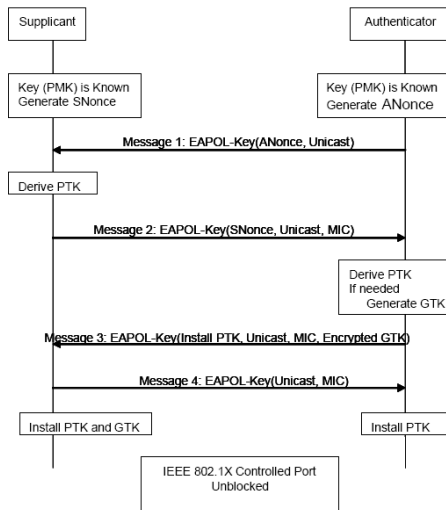 Supplicant
Authenticator
Key (PMK) is Known
Generate SNonce
Key (PMK) is Known
Generate ANonce
Message 1: EAPOL-Key(ANonce, Unicast)
Derive PTK
Message 2: EAPOL-Key(SNonce, Unicast, MIC)
Derive PTK
If needed
Generate GTK
Message 3: EAPOL-Key(Install PTK, Unicast, MIC, Encrypted GTK)
Message 4: EAPOL-Key(Unicast, MIC)
Install PTK and GTK
Install PTK
IEEE 802.1X Controlled Port
Unblocked